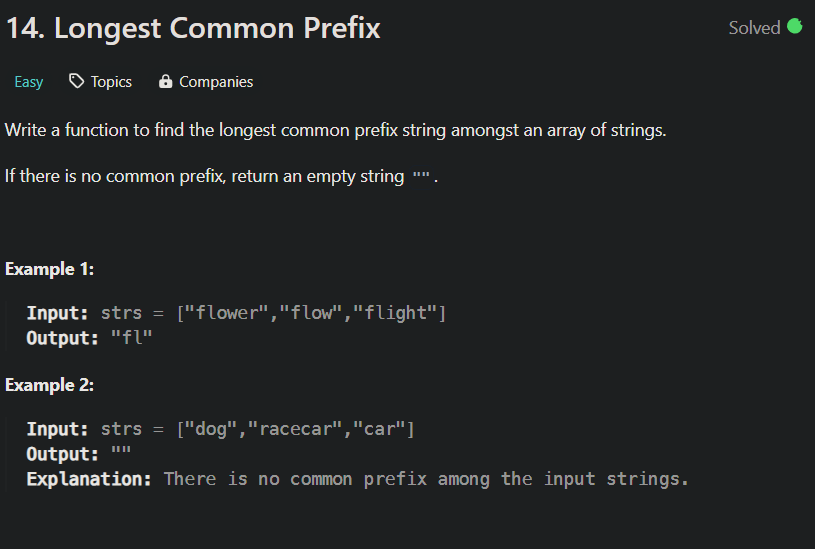 14. Longest Common Prefix
Solved
Easy
Topics
Companies
Write a function to find the longest common prefix string amongst an array of strings.
If there is no common prefix, return an empty string "".
Example 1:
Input: strs = ["flower","flow","flight"]
Output: "fl"
Example 2:
Input: strs = ["dog","racecar","car"]
Output: ""
Explanation: There is no common prefix among the input strings.